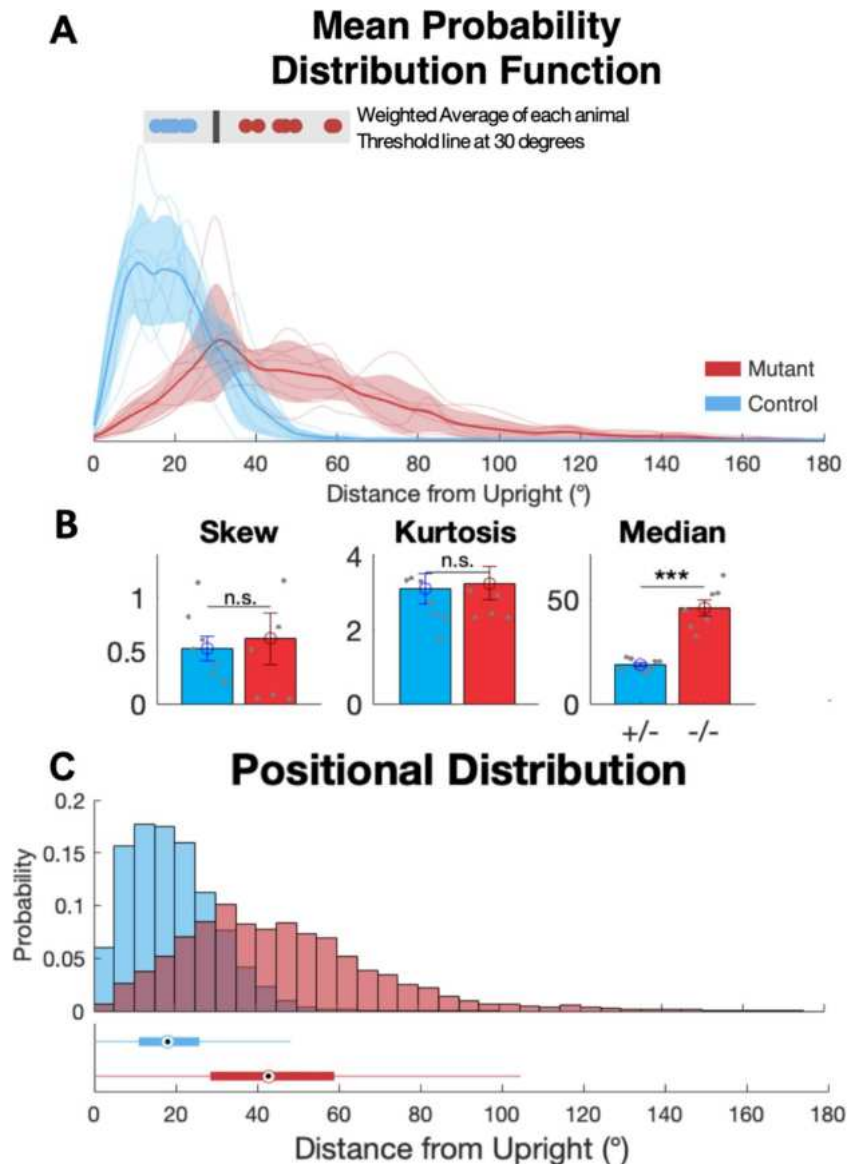 A
Mean Probability
Distribution Function
Weighted Average of each animal
Threshold line at 30 degrees
Mutant
Control
0 20 40 60 80 100 120 140 160 180
Distance from Upright (°)
B
Skew Kurtosis Median
1
0.5
0
n.s.
4
2
0
n.s.
50
0
***
+/- -/-
C
Positional Distribution
0.2
0.15
0.1
0.05
0
Probability
0 20 40 60 80 100 120 140 160 180
Distance from Upright (°)